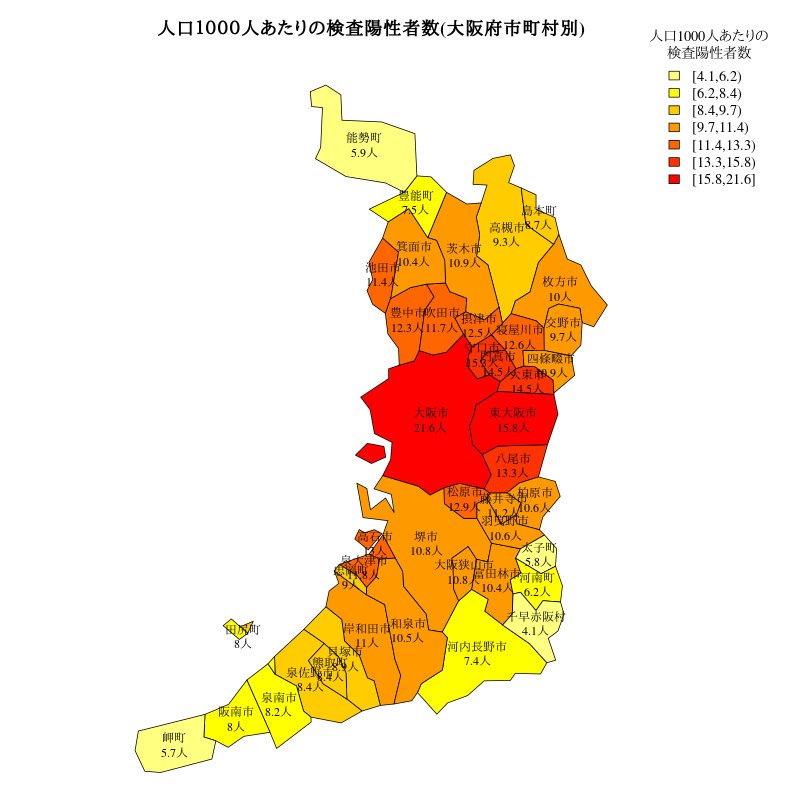 人口1000人あたりの検査陽性者数(大阪府市町村別)
人口1000人あたりの
検査陽性者数
[4.1,6.2)
[6.2,8.4)
[8.4,9.7)
[9.7,11.4)
[11.4,13.3)
[13.3,15.8)
[15.8,21.6]
能勢町
5.9人
豊能町
7.5人
島本町
8.7人
高槻市
9.3人
茨木市
10.9人
箕面市
10.4人
池田市
11.4人
枚方市
10人
豊中市
12.3人
吹田市
11.7人
摂津市
12.5人
寝屋川市
12.6人
交野市
9.7人
守口市
15.3人
門真市
14.5人
四條畷市
10.9人
大東市
14.5人
大阪市
21.6人
東大阪市
15.8人
八尾市
13.3人
松原市
12.9人
藤井寺市
11.2人
柏原市
10.6人
羽曳野市
10.6人
高石市
13人
堺市
10.8人
太子町
5.8人
泉大津市
11.8人
忠岡町
9人
大阪狭山市
10.8人
富田林市
10.4人
河南町
6.2人
千早赤阪村
4.1人
田尻町
8人
岸和田市
11人
和泉市
10.5人
河内長野市
7.4人
貝塚市
8.9人
熊取町
8.4人
泉佐野市
8.4人
泉南市
8.2人
阪南市
8人
岬町
5.7人